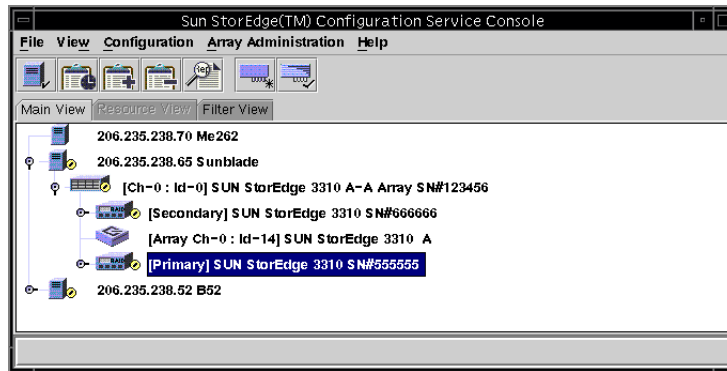 Sun StorEdge(TM) Configuration Service Console
File View Configuration Array Administration Help
Main View Resource View Filter View
206.235.238.70 Me262
206.235.238.65 Sunblade
[Ch-0 : Id-0] SUN StorEdge 3310 A-A Array SN#123456
[Secondary] SUN StorEdge 3310 SN#666666
[Array Ch-0 : Id-14] SUN StorEdge 3310 A
[Primary] SUN StorEdge 3310 SN#555555
206.235.238.52 B52